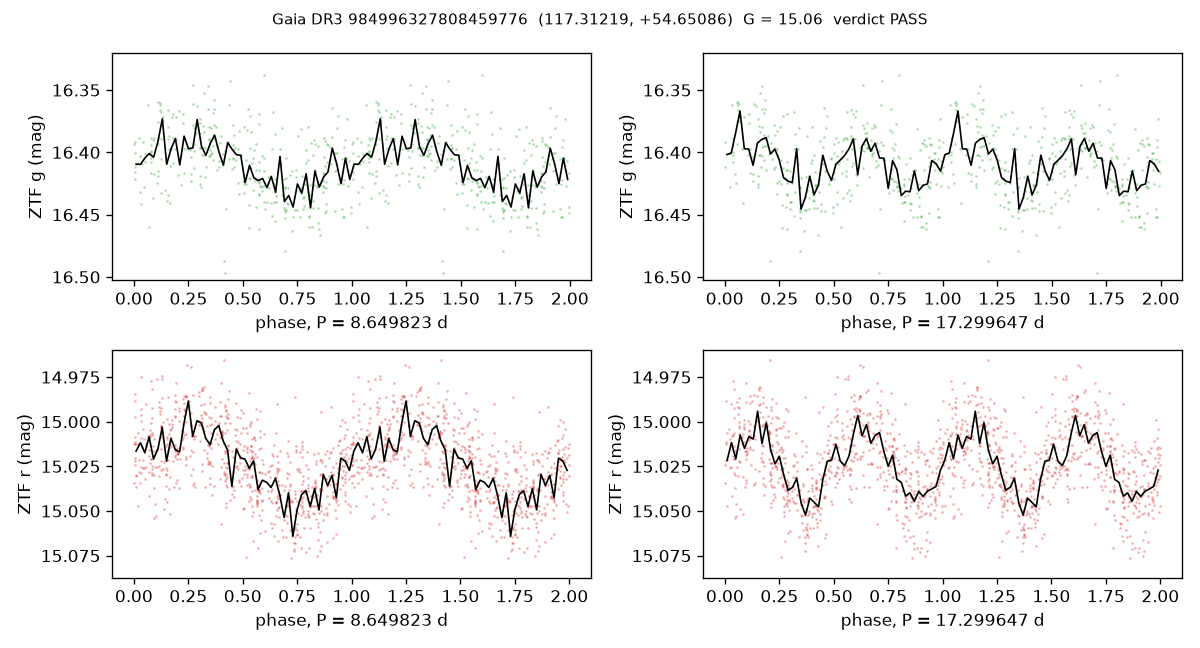 Gaia DR3 984996327808459776 (117.31219, +54.65086) G = 15.06 verdict PASS
ZTF g (mag)
16.35
16.40
16.45
16.50
0.00 0.25 0.50 0.75 1.00 1.25 1.50 1.75 2.00
phase, P = 8.649823 d
ZTF g (mag)
16.35
16.40
16.45
16.50
0.00 0.25 0.50 0.75 1.00 1.25 1.50 1.75 2.00
phase, P = 17.299647 d
ZTF r (mag)
14.975
15.000
15.025
15.050
15.075
0.00 0.25 0.50 0.75 1.00 1.25 1.50 1.75 2.00
phase, P = 8.649823 d
ZTF r (mag)
14.975
15.000
15.025
15.050
15.075
0.00 0.25 0.50 0.75 1.00 1.25 1.50 1.75 2.00
phase, P = 17.299647 d